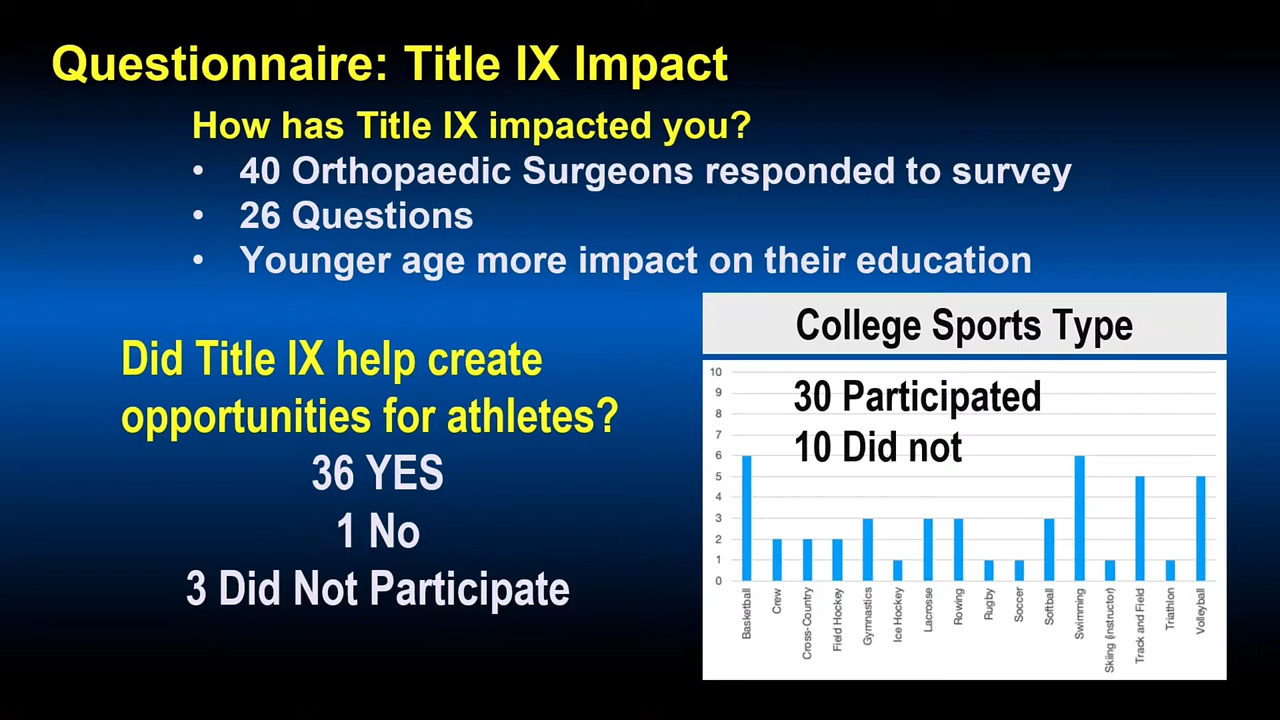 Questionnaire: Title IX Impact
How has Title IX impacted you?
• 40 Orthopaedic Surgeons responded to survey
• 26 Questions
• Younger age more impact on their education
Did Title IX help create
opportunities for athletes?
36 YES
1 No
3 Did Not Participate
College Sports Type
30 Participated
10 Did not
10
9
8
7
6
5
4
3
2
1
0
Basketball
Crew
Cross-Country
Field Hockey
Gymnastics
Ice Hockey
Lacrosse
Rowing
Rugby
Soccer
Softball
Swimming
Skiing (instructor)
Track and Field
Triathlon
Volleyball